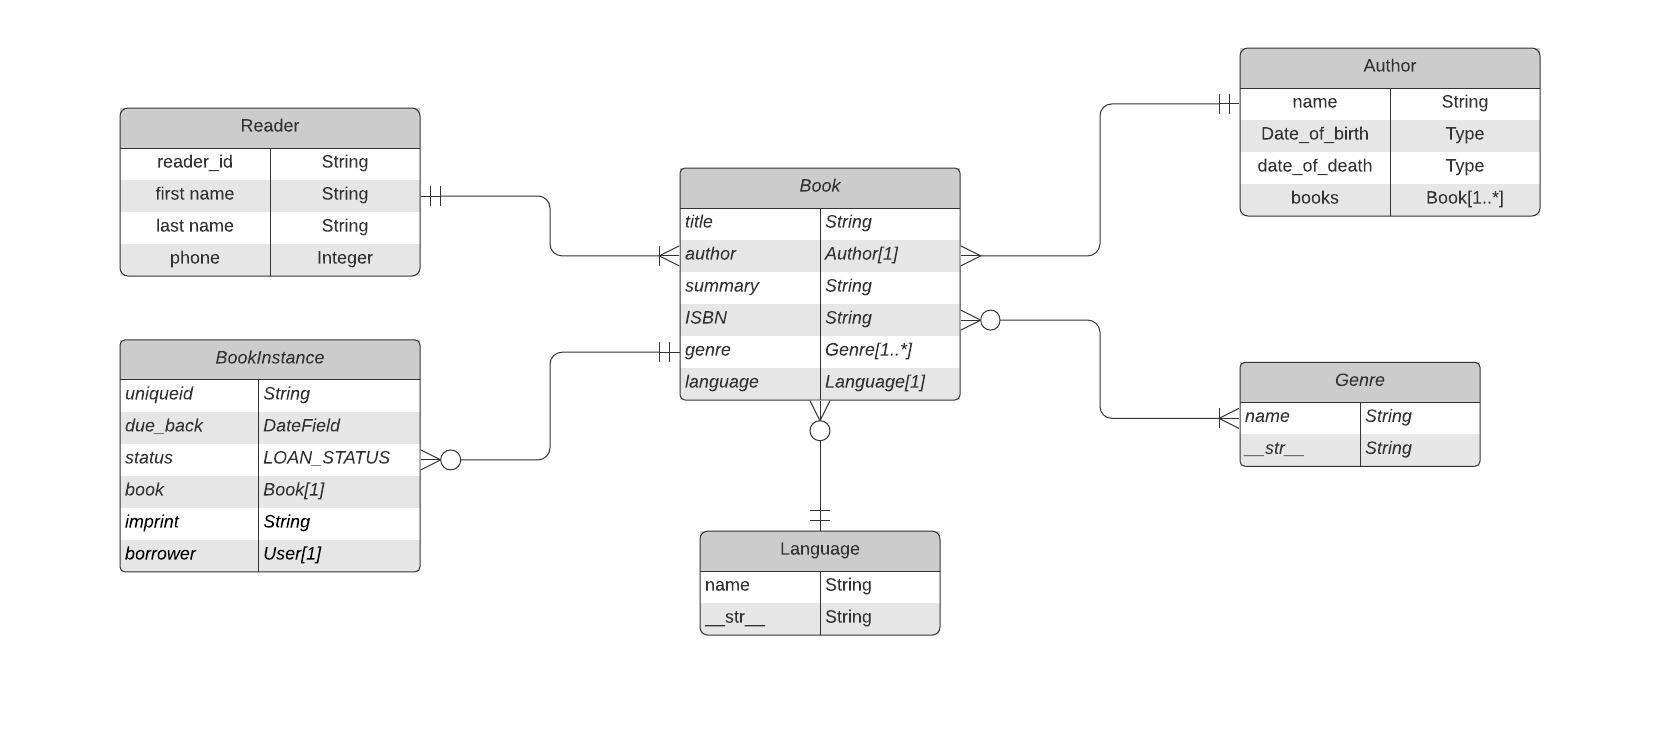 Reader
reader_id String
first name String
last name String
phone Integer
BookInstance
uniqueid String
due_back DateField
status LOAN_STATUS
book Book[1]
imprint String
borrower User[1]
Book
title String
author Author[1]
summary String
ISBN String
genre Genre[1..*]
language Language[1]
Language
name String
__str__ String
Author
name String
Date_of_birth Type
date_of_death Type
books Book[1..*]
Genre
name String
__str__ String